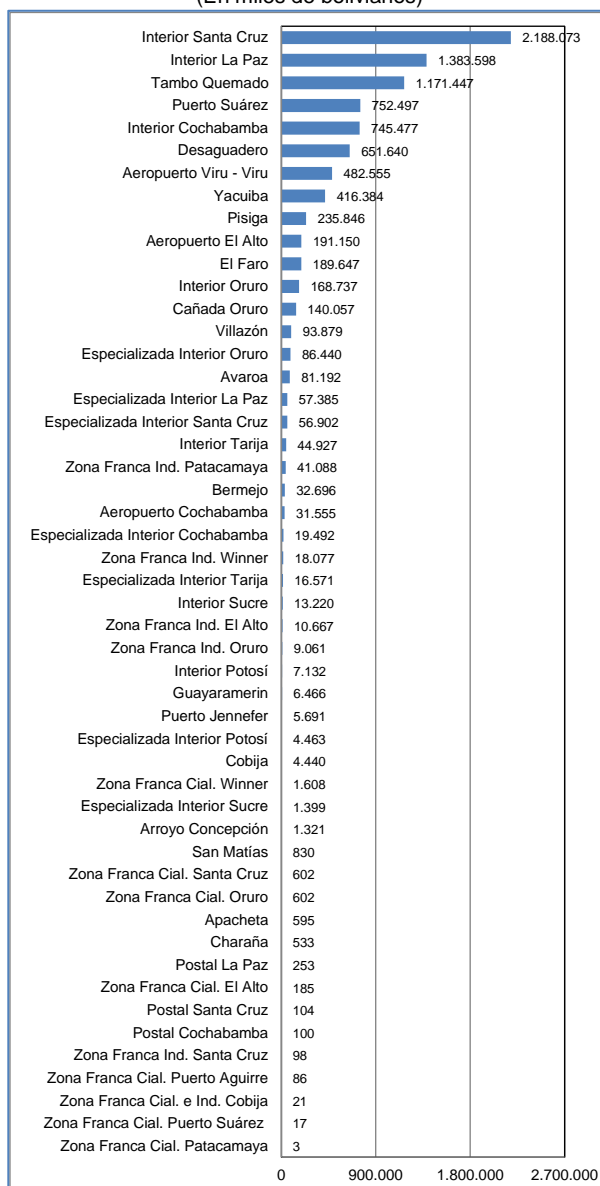 (En miles de bolivianos)
Interior Santa Cruz 2.188.073
Interior La Paz 1.383.598
Tambo Quemado 1.171.447
Puerto Suárez 752.497
Interior Cochabamba 745.477
Desaguadero 651.640
Aeropuerto Viru - Viru 482.555
Yacuiba 416.384
Pisiga 235.846
Aeropuerto El Alto 191.150
El Faro 189.647
Interior Oruro 168.737
Cañada Oruro 140.057
Villazón 93.879
Especializada Interior Oruro 86.440
Avaroa 81.192
Especializada Interior La Paz 57.385
Especializada Interior Santa Cruz 56.902
Interior Tarija 44.927
Zona Franca Ind. Patacamaya 41.088
Bermejo 32.696
Aeropuerto Cochabamba 31.555
Especializada Interior Cochabamba 19.492
Zona Franca Ind. Winner 18.077
Especializada Interior Tarija 16.571
Interior Sucre 13.220
Zona Franca Ind. El Alto 10.667
Zona Franca Ind. Oruro 9.061
Interior Potosí 7.132
Guayaramerin 6.466
Puerto Jennefer 5.691
Especializada Interior Potosí 4.463
Cobija 4.440
Zona Franca Cial. Winner 1.608
Especializada Interior Sucre 1.399
Arroyo Concepción 1.321
San Matías 830
Zona Franca Cial. Santa Cruz 602
Zona Franca Cial. Oruro 602
Apacheta 595
Charaña 533
Postal La Paz 253
Zona Franca Cial. El Alto 185
Postal Santa Cruz 104
Postal Cochabamba 100
Zona Franca Ind. Santa Cruz 98
Zona Franca Cial. Puerto Aguirre 86
Zona Franca Cial. e Ind. Cobija 21
Zona Franca Cial. Puerto Suárez 17
Zona Franca Cial. Patacamaya 3
0 900.000 1.800.000 2.700.000